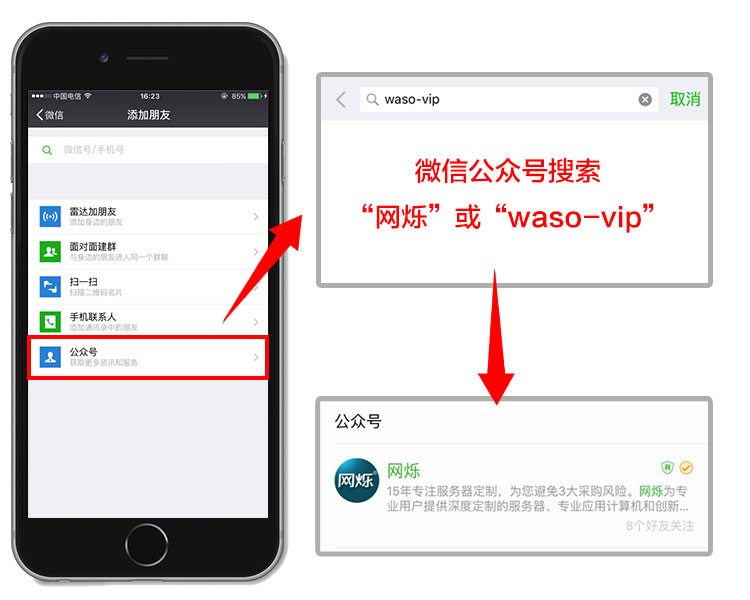 中国电信 16:23 85%
微信 添加朋友
微信号/手机号
雷达加朋友
添加身边的朋友
面对面建群
与身边的朋友进入同一个群聊
扫一扫
扫描二维码名片
手机联系人
添加通讯录中的朋友
公众号
获取更多资讯和服务
waso-vip 取消
微信公众号搜索
“网烁”或“waso-vip”
公众号
网烁
网烁
15年专注服务器定制，为您避免3大采购风险。网烁为专
业用户提供深度定制的服务器、专业应用计算机和创新...
8个好友关注